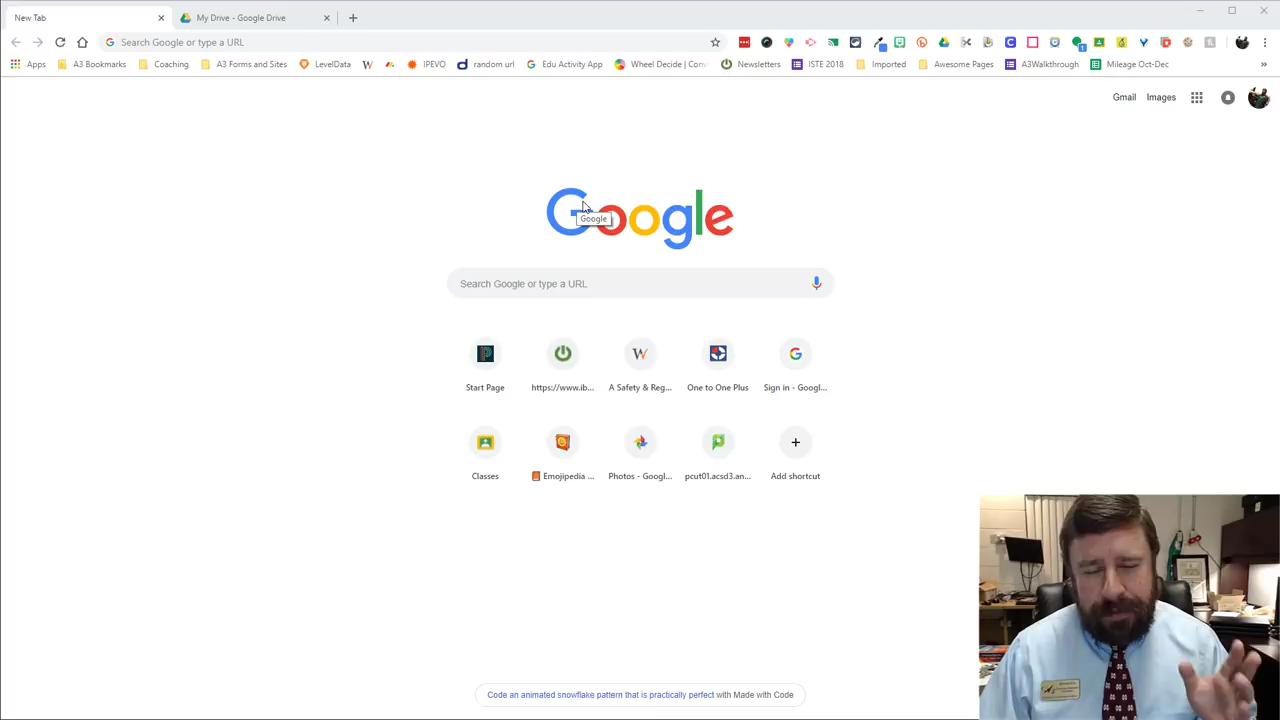 New Tab
My Drive - Google Drive
Search Google or type a URL
1
Apps A3 Bookmarks Coaching A3 Forms and Sites LevelData IPEVO random url Edu Activity App Wheel Decide | Com Newsletters ISTE 2018 Imported Awesome Pages A3Walkthrough Mileage Oct-Dec »
Gmail Images
Google
Google
Search Google or type a URL
Start Page https://www.ib... A Safety & Reg... One to One Plus Sign in - Googl...
Classes Emojipedia ... Photos - Googl... pcut01.acsd3.an... Add shortcut
Code an animated snowflake pattern that is practically perfect with Made with Code